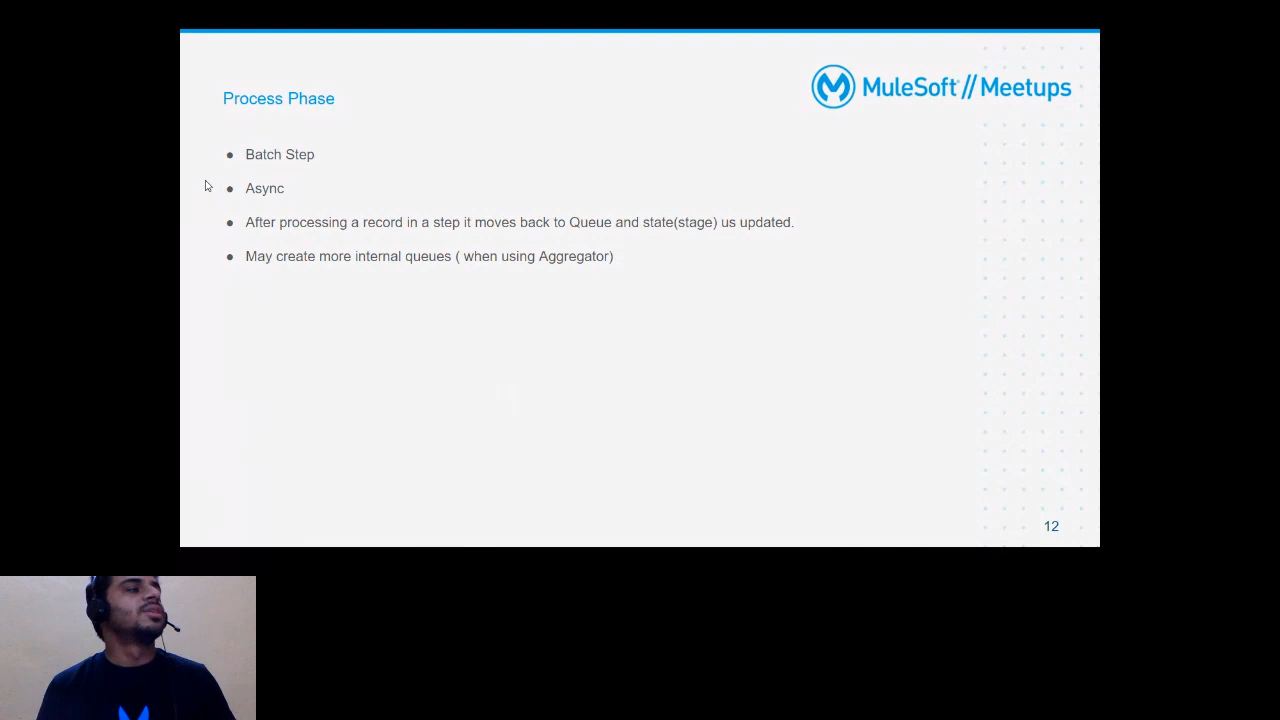 MuleSoft // Meetups
Process Phase
● Batch Step
● Async
● After processing a record in a step it moves back to Queue and state(stage) us updated.
● May create more internal queues ( when using Aggregator)
12